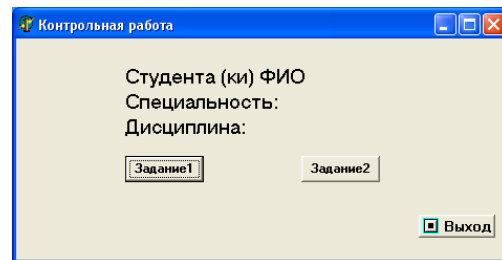 Контрольная работа
Студента (ки) ФИО
Специальность:
Дисциплина:
Задание1 Задание2
Выход